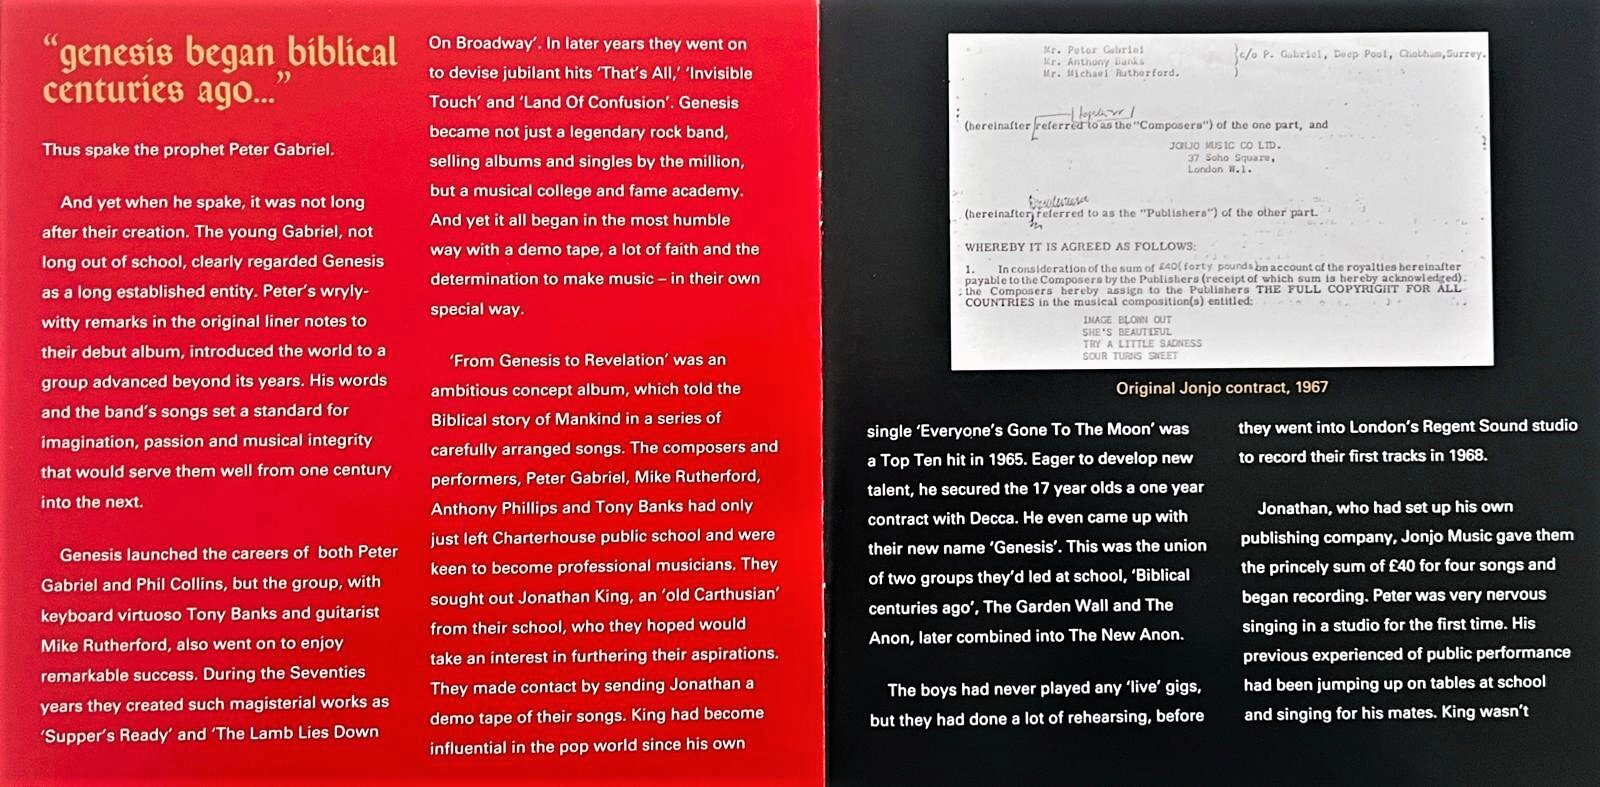 “genesis began biblical
centuries ago...”
Thus spake the prophet Peter Gabriel.
And yet when he spake, it was not long
after their creation. The young Gabriel, not
long out of school, clearly regarded Genesis
as a long established entity. Peter’s wryly-
witty remarks in the original liner notes to
their debut album, introduced the world to a
group advanced beyond its years. His words
and the band’s songs set a standard for
imagination, passion and musical integrity
that would serve them well from one century
into the next.
Genesis launched the careers of both Peter
Gabriel and Phil Collins, but the group, with
keyboard virtuoso Tony Banks and guitarist
Mike Rutherford, also went on to enjoy
remarkable success. During the Seventies
years they created such magisterial works as
‘Supper’s Ready’ and ‘The Lamb Lies Down
On Broadway’. In later years they went on
to devise jubilant hits ‘That’s All,’ ‘Invisible
Touch’ and ‘Land Of Confusion’. Genesis
became not just a legendary rock band,
selling albums and singles by the million,
but a musical college and fame academy.
And yet it all began in the most humble
way with a demo tape, a lot of faith and the
determination to make music – in their own
special way.
‘From Genesis to Revelation’ was an
ambitious concept album, which told the
Biblical story of Mankind in a series of
carefully arranged songs. The composers and
performers, Peter Gabriel, Mike Rutherford,
Anthony Phillips and Tony Banks had only
just left Charterhouse public school and were
keen to become professional musicians. They
sought out Jonathan King, an ‘old Carthusian’
from their school, who they hoped would
take an interest in furthering their aspirations.
They made contact by sending Jonathan a
demo tape of their songs. King had become
influential in the pop world since his own
Mr. Peter Gabriel
Mr. Anthony Banks
Mr. Michael Rutherford.
c/o P. Gabriel, Deep Pool, Chobham, Surrey.
(hereinafter referred to as the "Composers") of the one part, and
JONJO MUSIC CO LTD.
37 Soho Square,
London W.1.
(hereinafter referred to as the "Publishers") of the other part.
WHEREBY IT IS AGREED AS FOLLOWS:
1. In consideration of the sum of £40(forty pounds)on account of the royalties hereinafter
payable to the Composers by the Publishers (receipt of which sum is hereby acknowledged).
the Composers hereby assign to the Publishers THE FULL COPYRIGHT FOR ALL
COUNTRIES in the musical composition(s) entitled:
IMAGE BLOWN OUT
SHE'S BEAUTIFUL
TRY A LITTLE SADNESS
SOUR TURNS SWEET
Original Jonjo contract, 1967
single ‘Everyone’s Gone To The Moon’ was
a Top Ten hit in 1965. Eager to develop new
talent, he secured the 17 year olds a one year
contract with Decca. He even came up with
their new name ‘Genesis’. This was the union
of two groups they’d led at school, ‘Biblical
centuries ago’, The Garden Wall and The
Anon, later combined into The New Anon.
The boys had never played any ‘live’ gigs,
but they had done a lot of rehearsing, before
they went into London’s Regent Sound studio
to record their first tracks in 1968.
Jonathan, who had set up his own
publishing company, Jonjo Music gave them
the princely sum of £40 for four songs and
began recording. Peter was very nervous
singing in a studio for the first time. His
previous experienced of public performance
had been jumping up on tables at school
and singing for his mates. King wasn’t